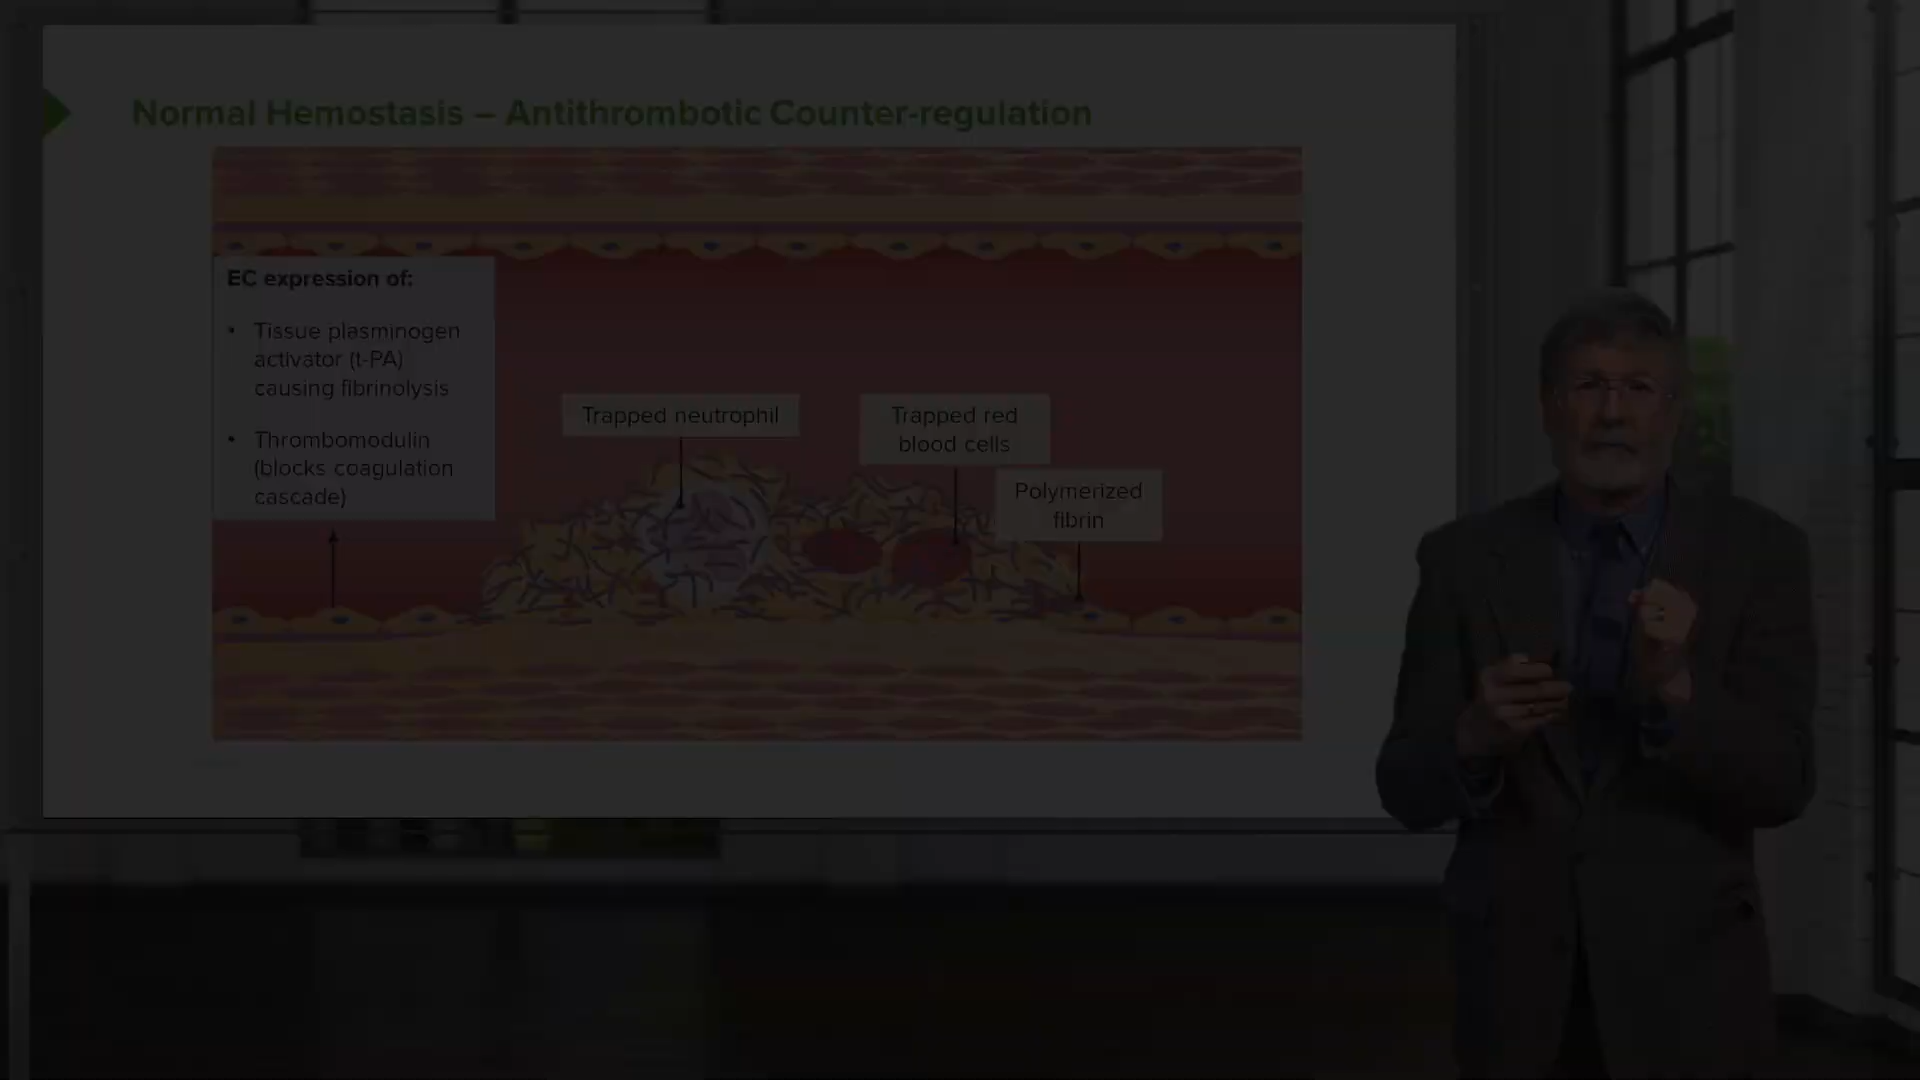 Normal Hemostasis – Antithrombotic Counter-regulation
EC expression of:
• Tissue plasminogen
activator (t-PA)
causing fibrinolysis
• Thrombomodulin
(blocks coagulation
cascade)
Trapped neutrophil
Trapped red
blood cells
Polymerized
fibrin